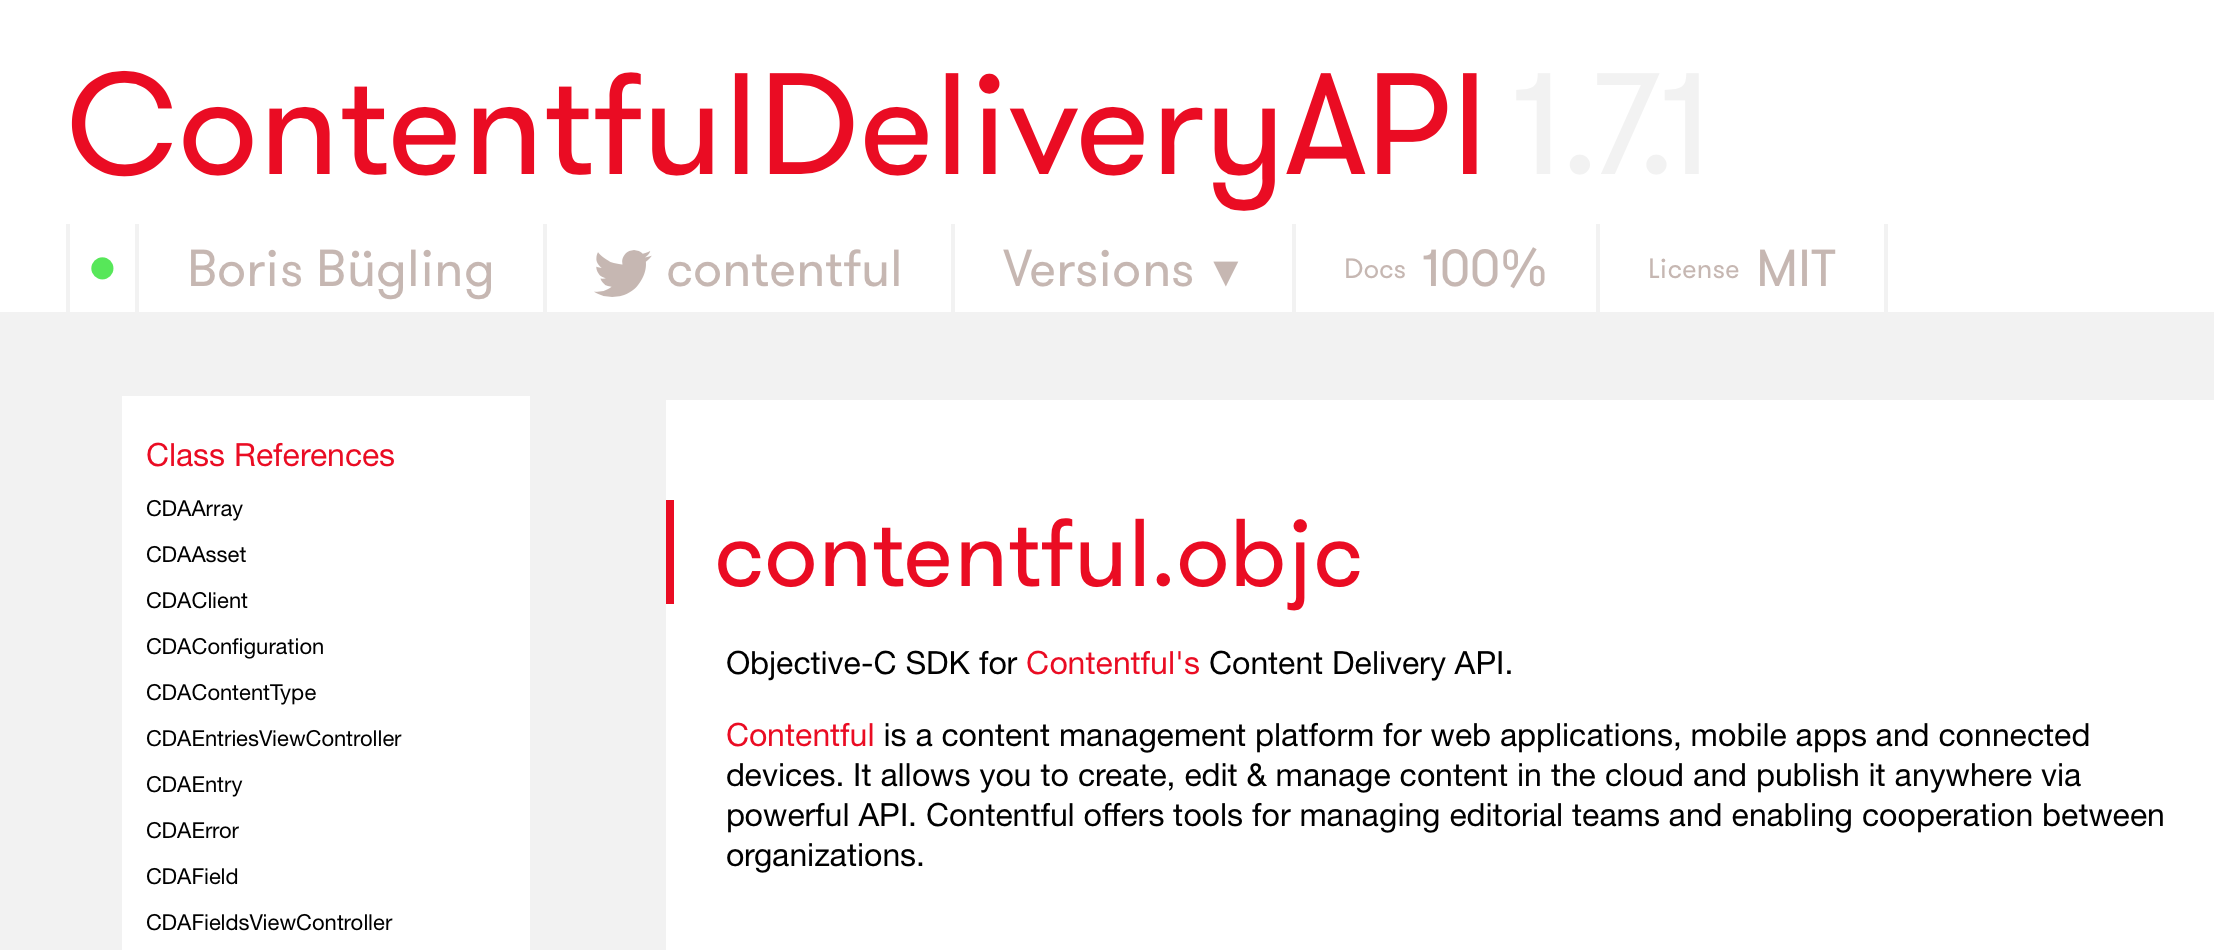 ContentfulDeliveryAPI 1.7.1
Boris Bügling contentful Versions ▼ Docs 100% License MIT
Class References
CDAArray
CDAAsset
CDAClient
CDAConfiguration
CDAContentType
CDAEntriesViewController
CDAEntry
CDAError
CDAField
CDAFieldsViewController
contentful.objc
Objective-C SDK for Contentful's Content Delivery API.
Contentful is a content management platform for web applications, mobile apps and connected
devices. It allows you to create, edit & manage content in the cloud and publish it anywhere via
powerful API. Contentful offers tools for managing editorial teams and enabling cooperation between
organizations.